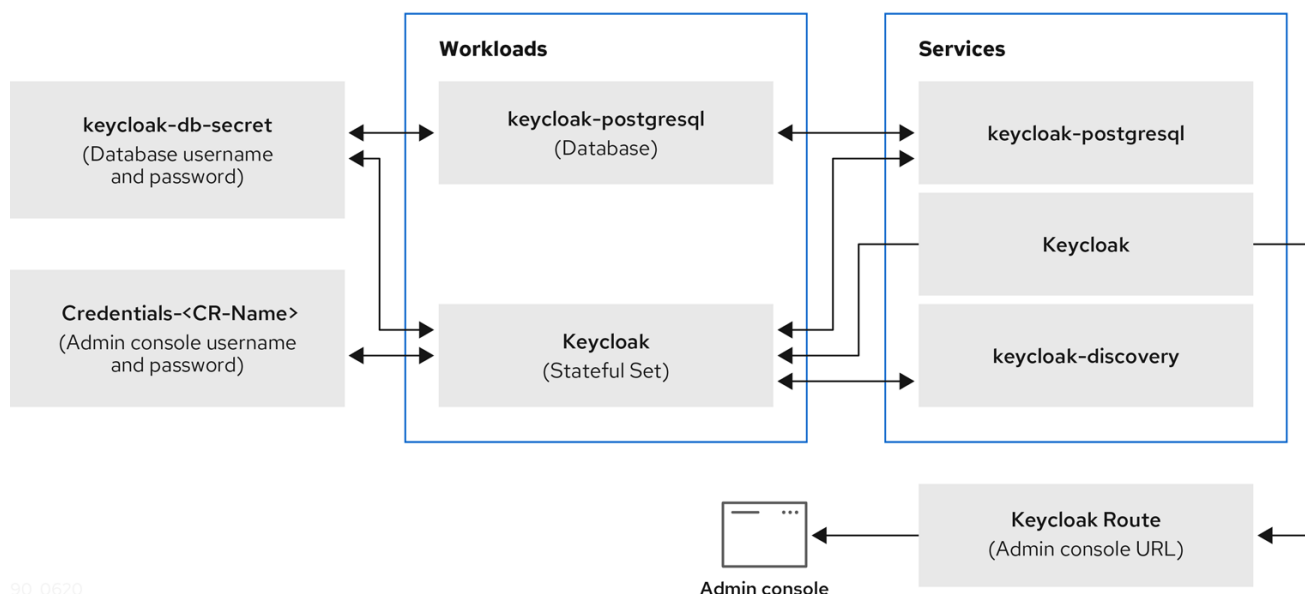 Workloads
Services
keycloak-db-secret
(Database username
and password)
keycloak-postgresql
(Database)
keycloak-postgresql
Keycloak
Credentials-<CR-Name>
(Admin console username
and password)
Keycloak
(Stateful Set)
keycloak-discovery
Keycloak Route
(Admin console URL)
Admin console
90_0620